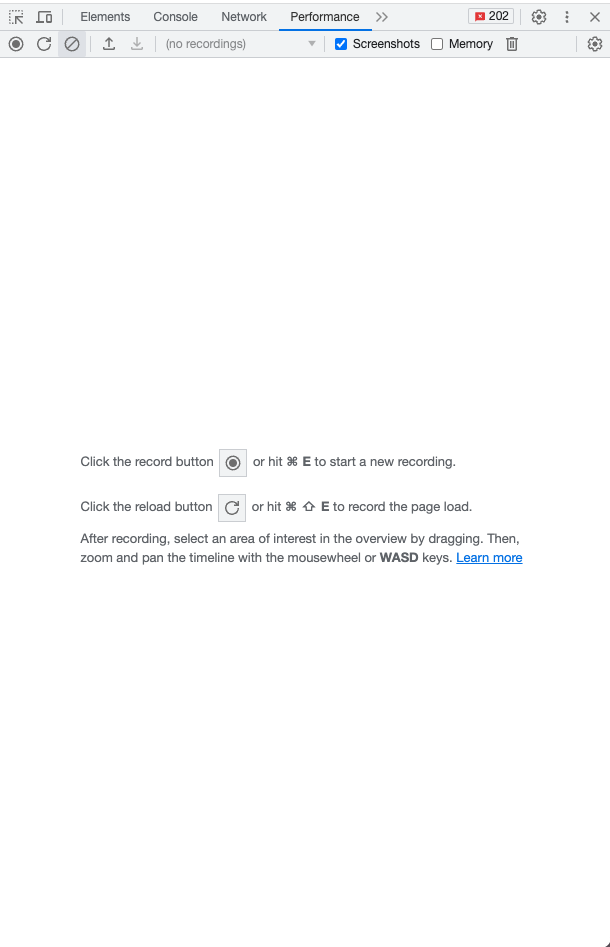 Elements Console Network Performance 202
(no recordings) Screenshots Memory
Click the record button or hit ⌘ E to start a new recording.
Click the reload button or hit ⌘ ⇧ E to record the page load.
After recording, select an area of interest in the overview by dragging. Then,
zoom and pan the timeline with the mousewheel or WASD keys. Learn more